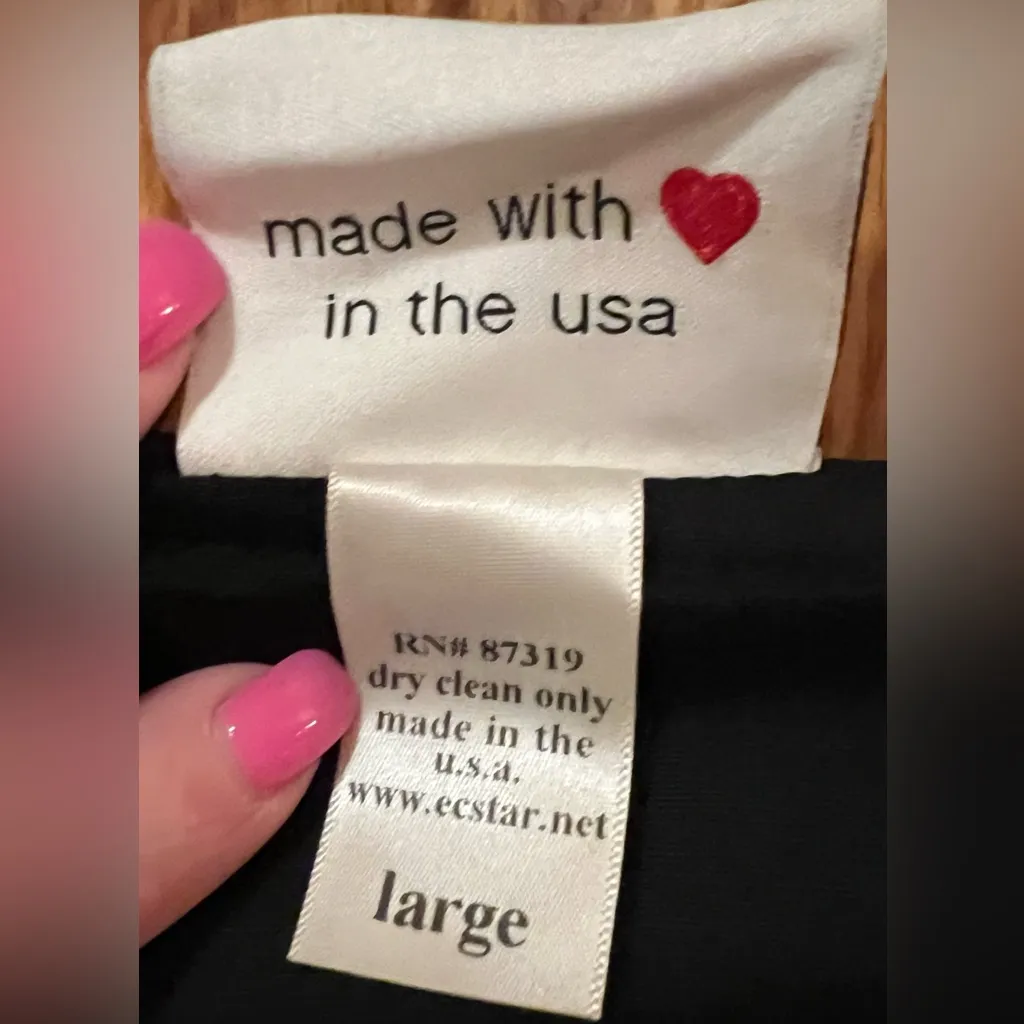 made with
in the usa
RN# 87319
dry clean only
made in the
u.s.a.
www.ecstar.net
large